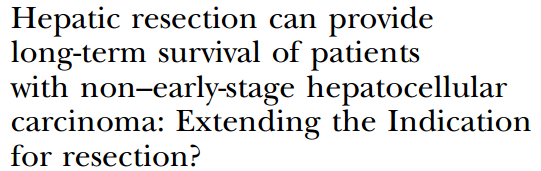 Hepatic resection can provide
long-term survival of patients
with non–early-stage hepatocellular
carcinoma: Extending the Indication
for resection?